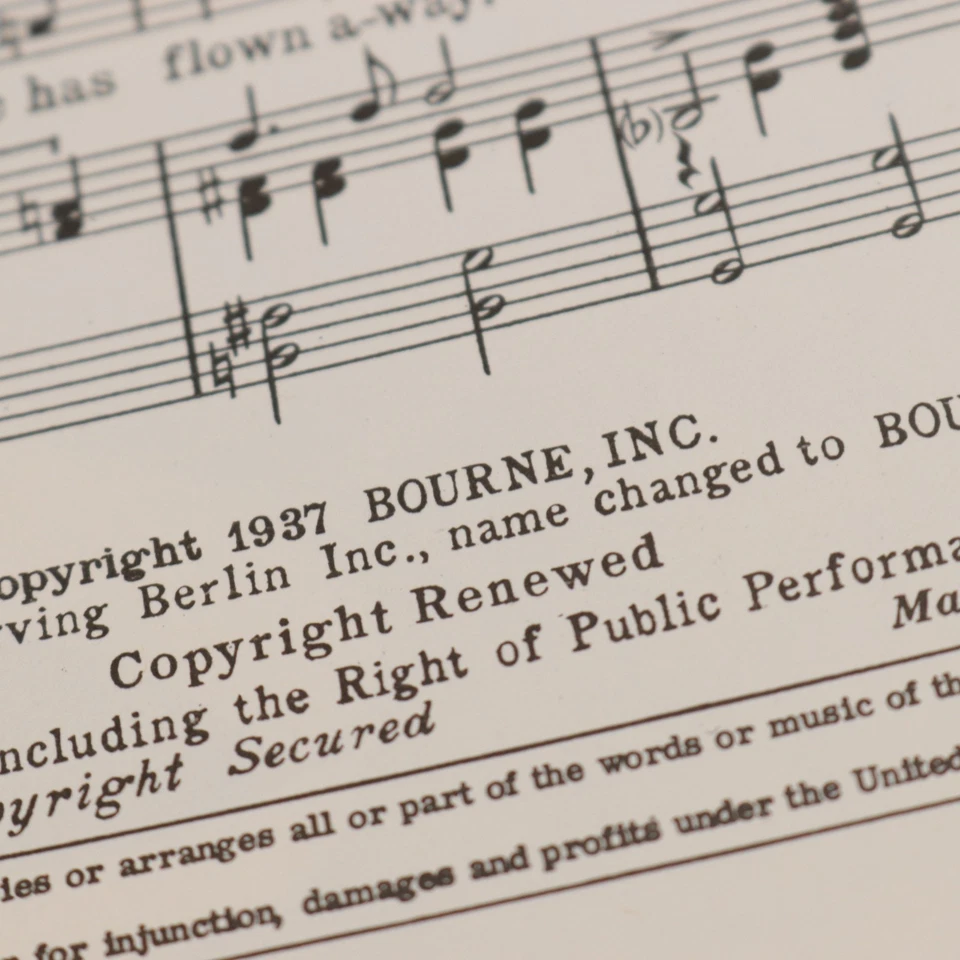 has flown a-way.
(b)
opyright 1937 BOURNE, INC.
ving Berlin Inc., name changed to BOU
Copyright Renewed
ncluding the Right of Public Performa
Ma
pyright Secured
ies or arranges all or part of the words or music of th
for injunction, damages and profits under the United